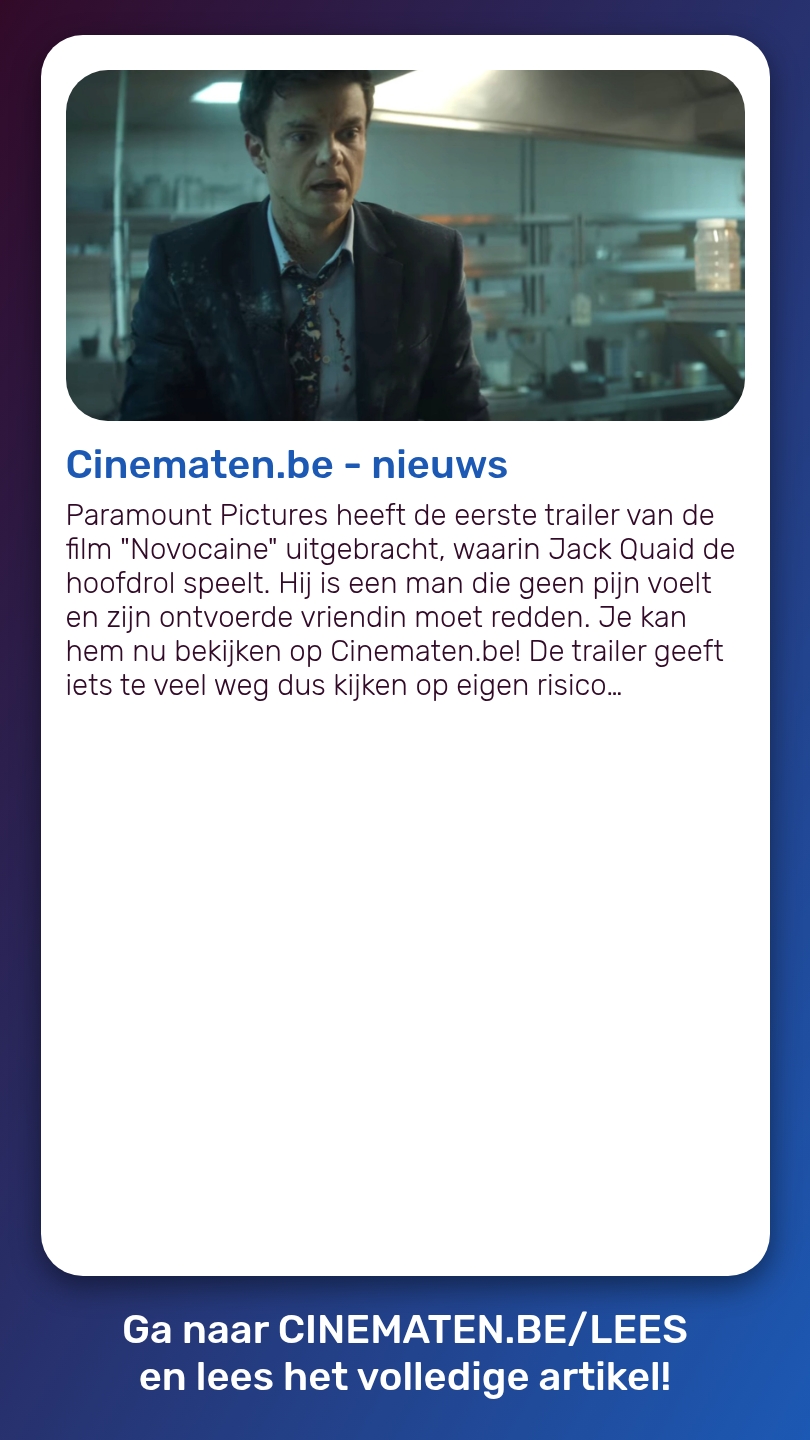 Cinematen.be - nieuws
Paramount Pictures heeft de eerste trailer van de
film "Novocaine" uitgebracht, waarin Jack Quaid de
hoofdrol speelt. Hij is een man die geen pijn voelt
en zijn ontvoerde vriendin moet redden. Je kan
hem nu bekijken op Cinematen.be! De trailer geeft
iets te veel weg dus kijken op eigen risico...
Ga naar CINEMATEN.BE/LEES
en lees het volledige artikel!